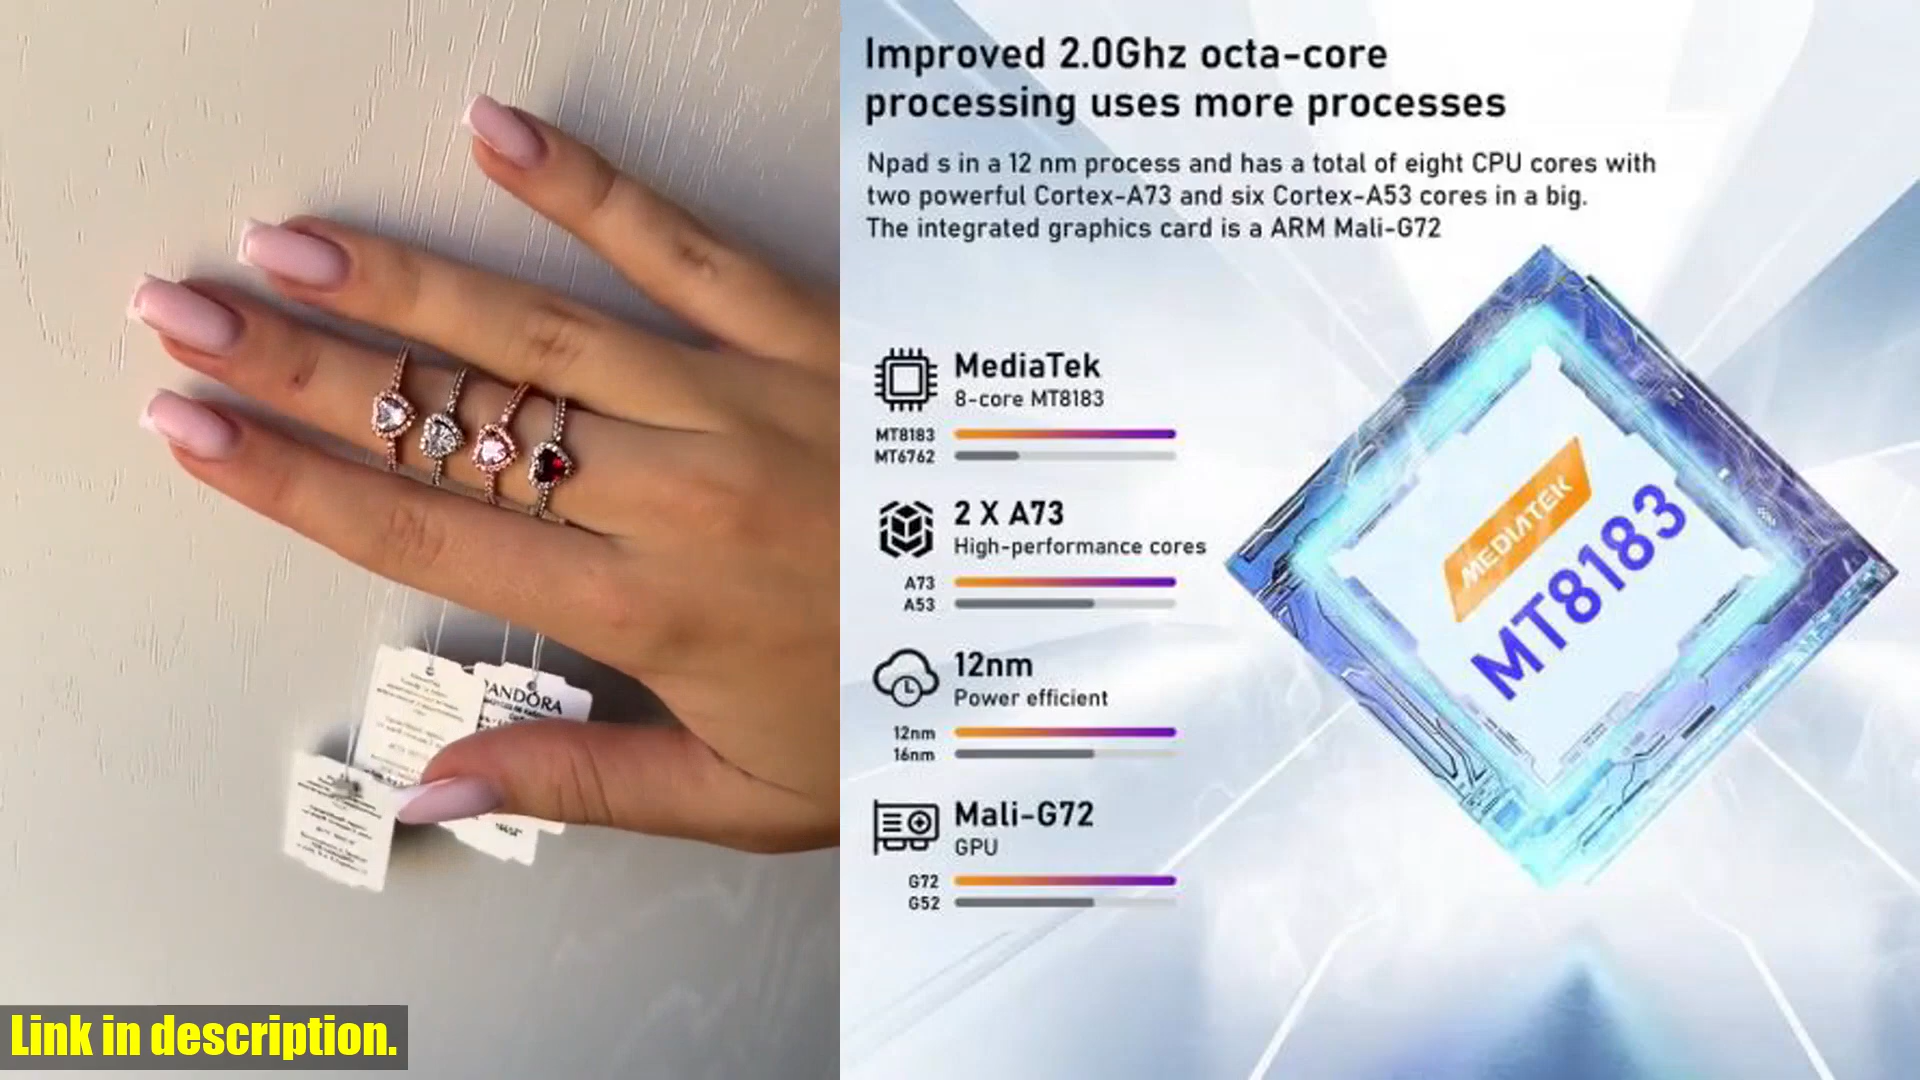 Improved 2.0Ghz octa-core
processing uses more processes
Npad s in a 12 nm process and has a total of eight CPU cores with
two powerful Cortex-A73 and six Cortex-A53 cores in a big.
The integrated graphics card is a ARM Mali-G72
MediaTek
8-core MT8183
MT8183
MT6762
2 X A73
High-performance cores
A73
A53
12nm
Power efficient
12nm
16nm
Mali-G72
GPU
G72
G52
MEDIATEK
MT8183
PANDORA
Link in description.